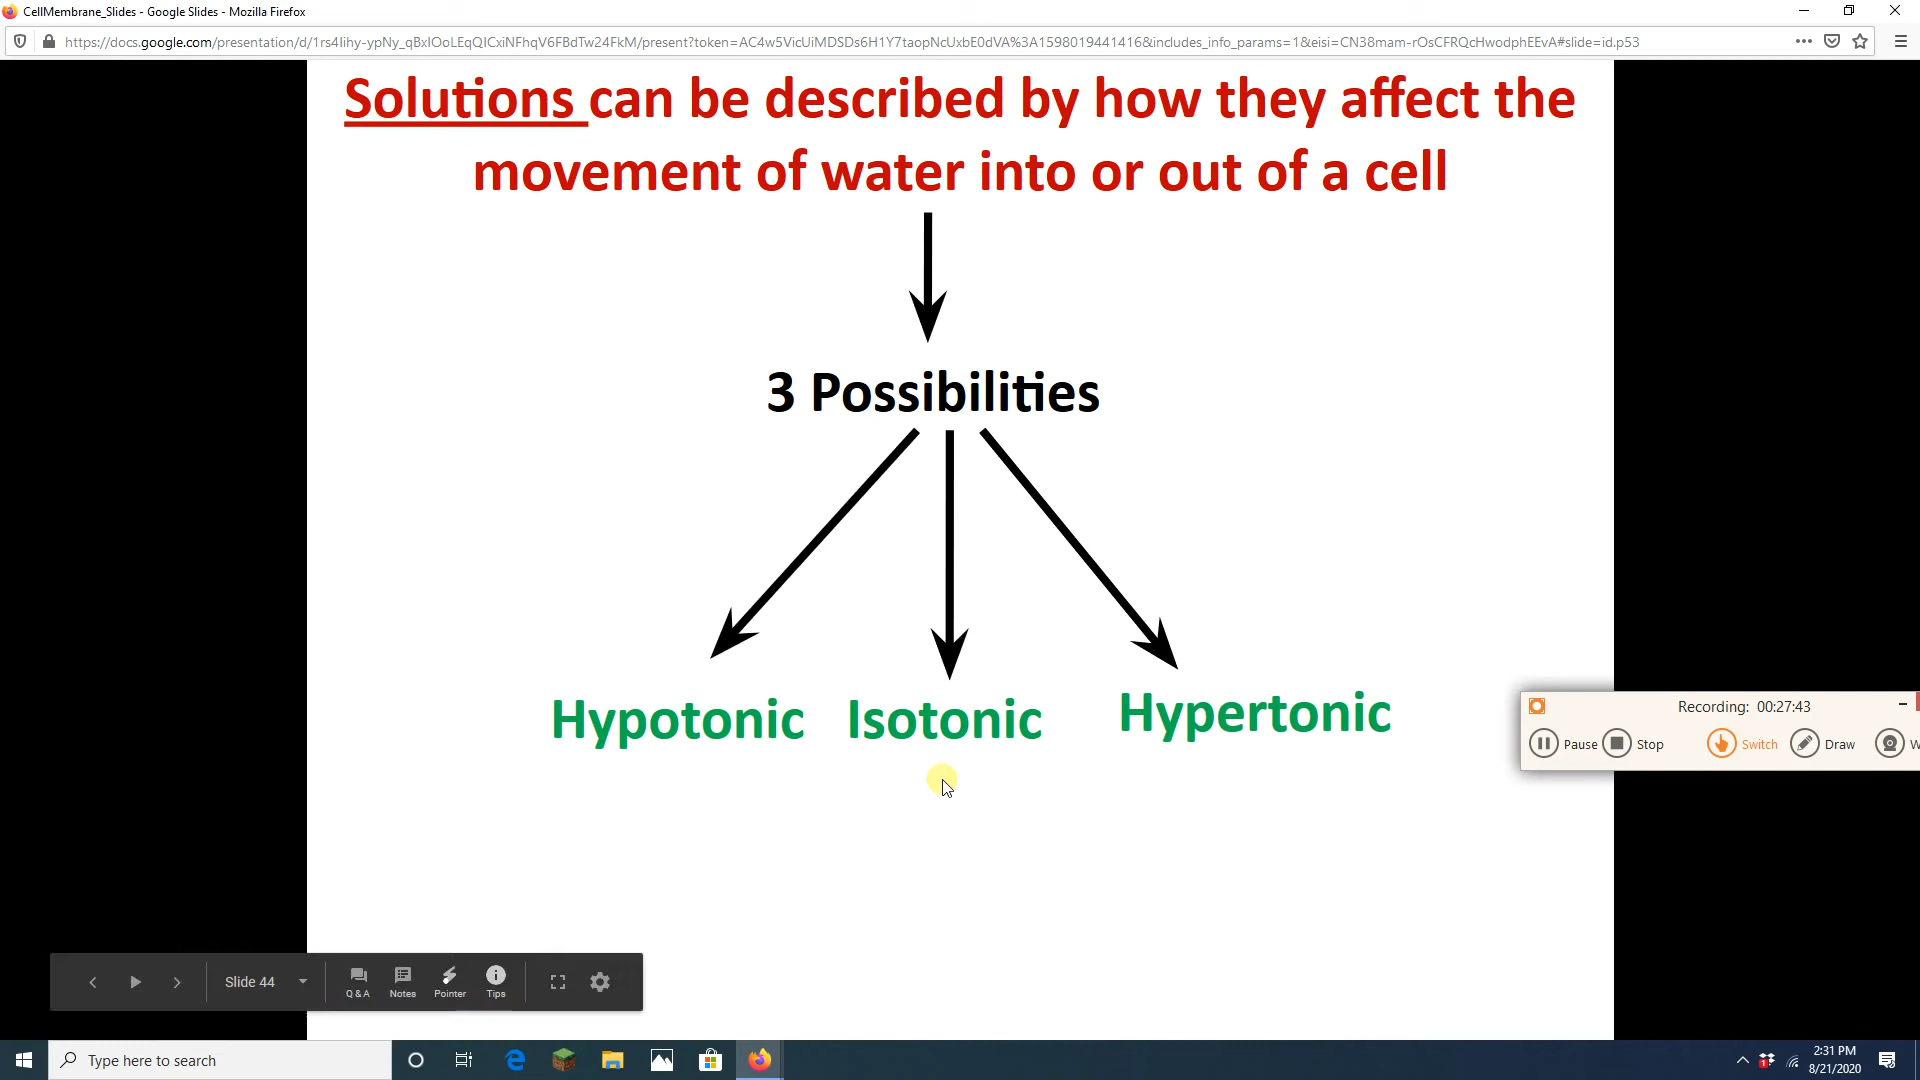 CellMembrane_Slides - Google Slides - Mozilla Firefox
https://docs.google.com/presentation/d/1rs4Iihy-ypNy_qBxIOoLEqQICxiNFhqV6FBdTw24FkM/present?token=AC4w5VicUiMDSDs6H1Y7taopNcUxbE0dVA%3A1598019441416&includes_info_params=1&eisi=CN38mam-rOsCFRQcHwodphEEvA#slide=id.p53
Solutions can be described by how they affect the
movement of water into or out of a cell
3 Possibilities
Hypotonic Isotonic Hypertonic
Recording: 00:27:43
Pause Stop Switch Draw W
Slide 44
Q & A Notes Pointer Tips
Type here to search
2:31 PM
8/21/2020